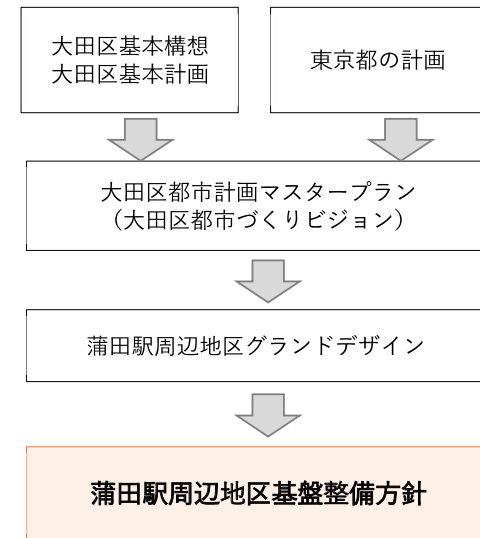 大田区基本構想
大田区基本計画
東京都の計画
大田区都市計画マスタープラン
（大田区都市づくりビジョン）
蒲田駅周辺地区グランドデザイン
蒲田駅周辺地区基盤整備方針